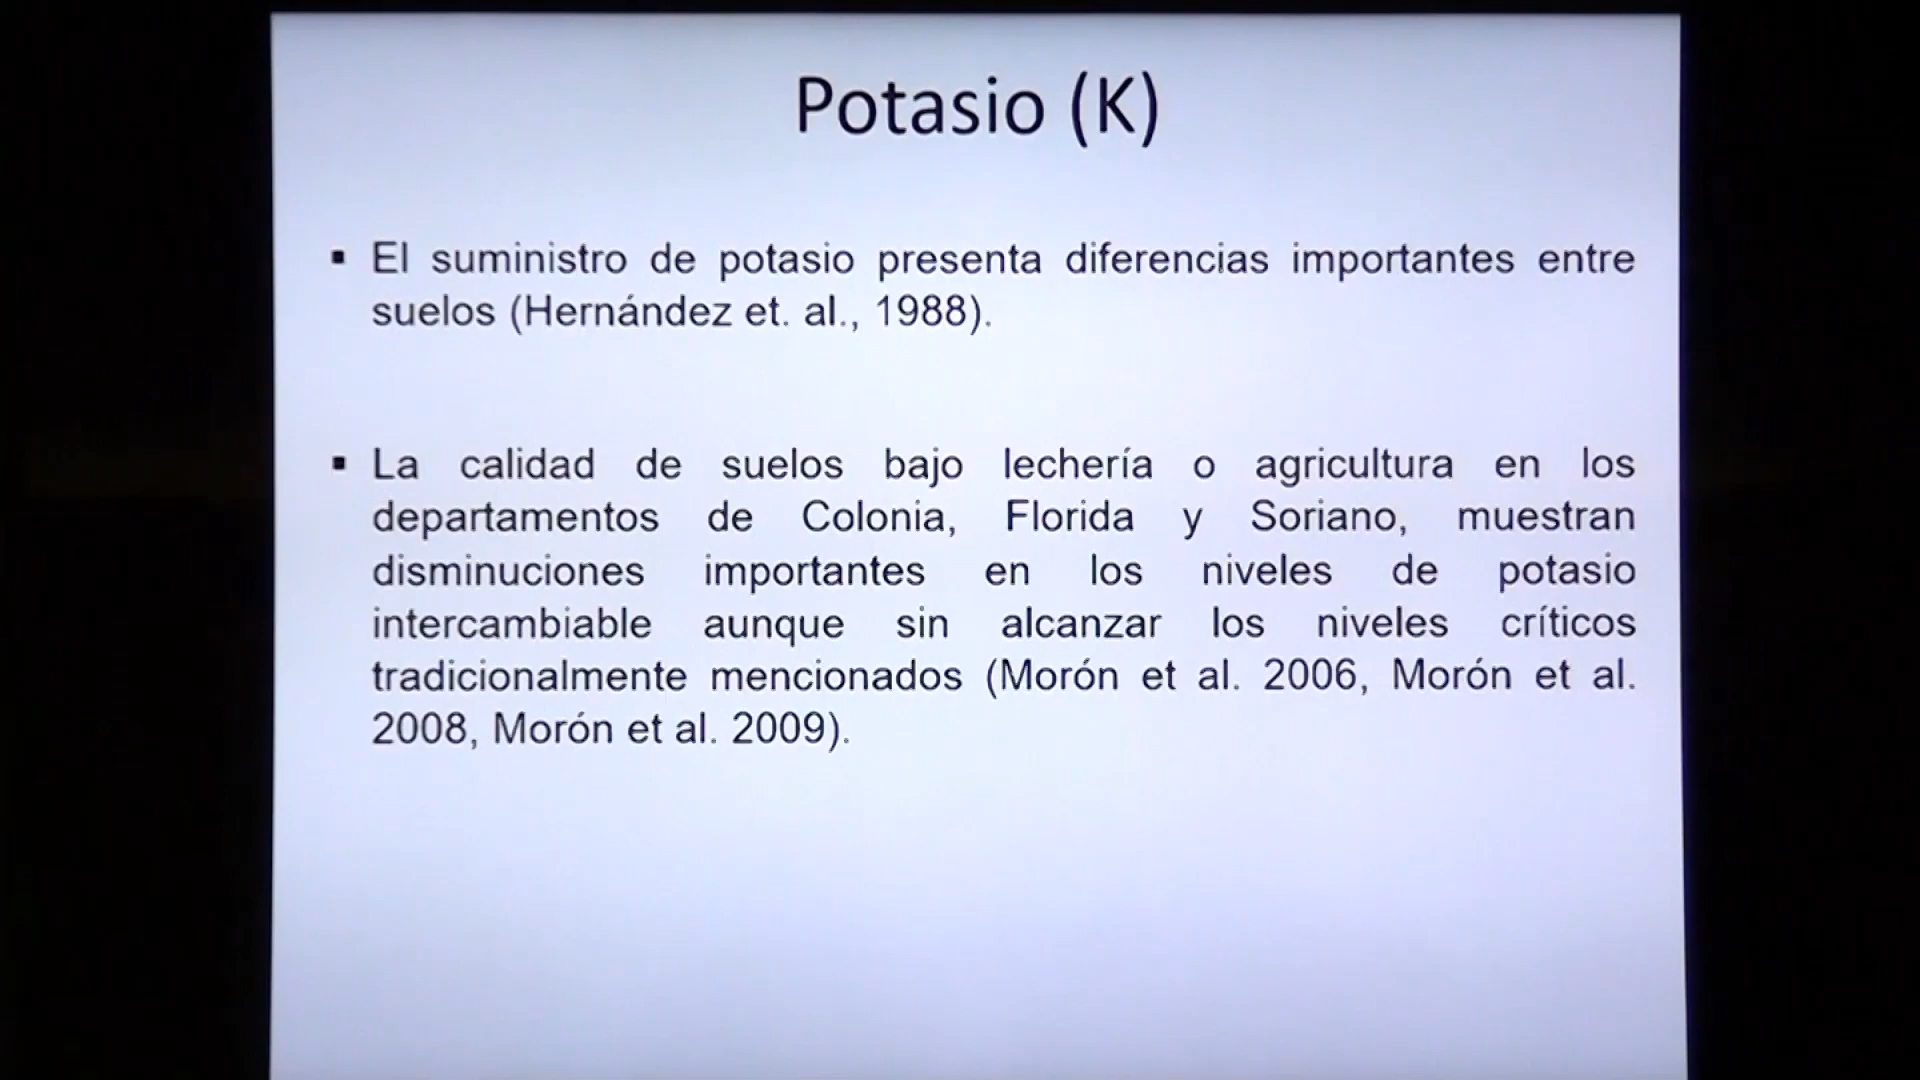 Potasio (K)
▪ El suministro de potasio presenta diferencias importantes entre
suelos (Hernández et. al., 1988).
▪ La calidad de suelos bajo lechería o agricultura en los
departamentos de Colonia, Florida y Soriano, muestran
disminuciones importantes en los niveles de potasio
intercambiable aunque sin alcanzar los niveles críticos
tradicionalmente mencionados (Morón et al. 2006, Morón et al.
2008, Morón et al. 2009).